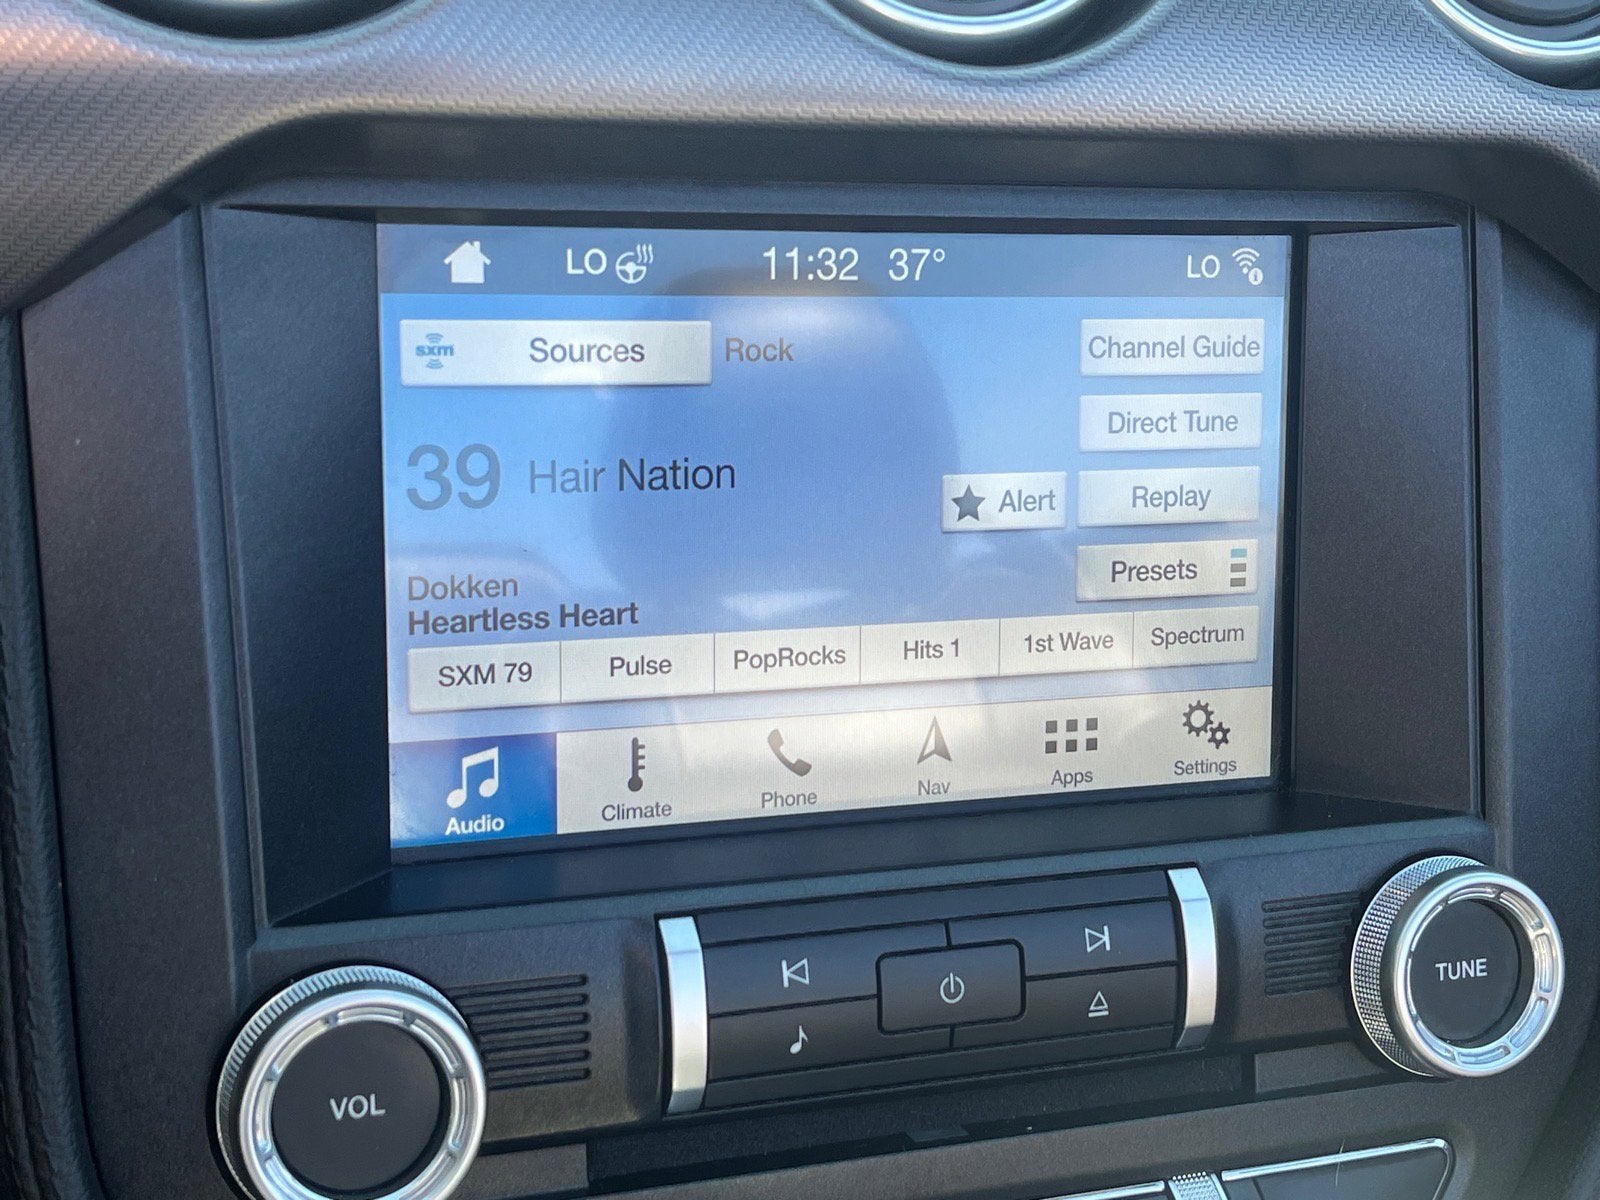 LO 11:32 37° LO
sxm Sources Rock Channel Guide
Direct Tune
39 Hair Nation
Alert Replay
Presets
Dokken
Heartless Heart
SXM 79 Pulse PopRocks Hits 1 1st Wave Spectrum
Audio Climate Phone Nav Apps Settings
VOL TUNE